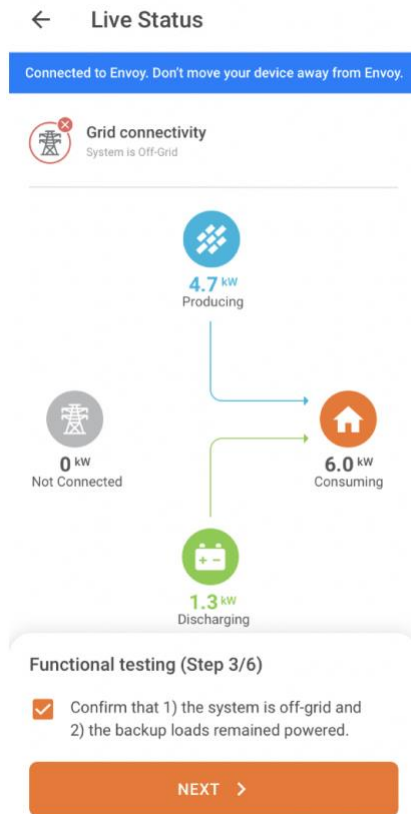 Live Status
Connected to Envoy. Don't move your device away from Envoy.
Grid connectivity
System is Off-Grid
4.7 kW
Producing
0 kW
Not Connected
6.0 kW
Consuming
1.3 kW
Discharging
Functional testing (Step 3/6)
Confirm that 1) the system is off-grid and
2) the backup loads remained powered.
NEXT